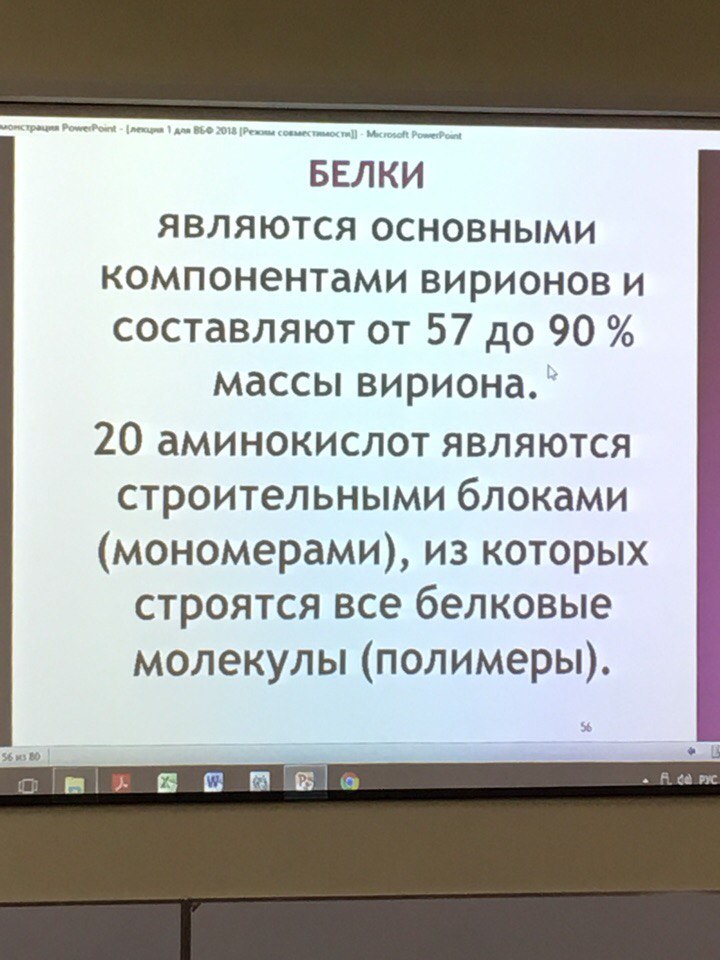 монстрация PowerPoint - [лекция 1 для ВБФ 2018 [Режим совместимости]] - Microsoft PowerPoint
БЕЛКИ
являются основными
компонентами вирионов и
составляют от 57 до 90 %
массы вириона.
20 аминокислот являются
строительными блоками
(мономерами), из которых
строятся все белковые
молекулы (полимеры).
56
56 из 80
РУС